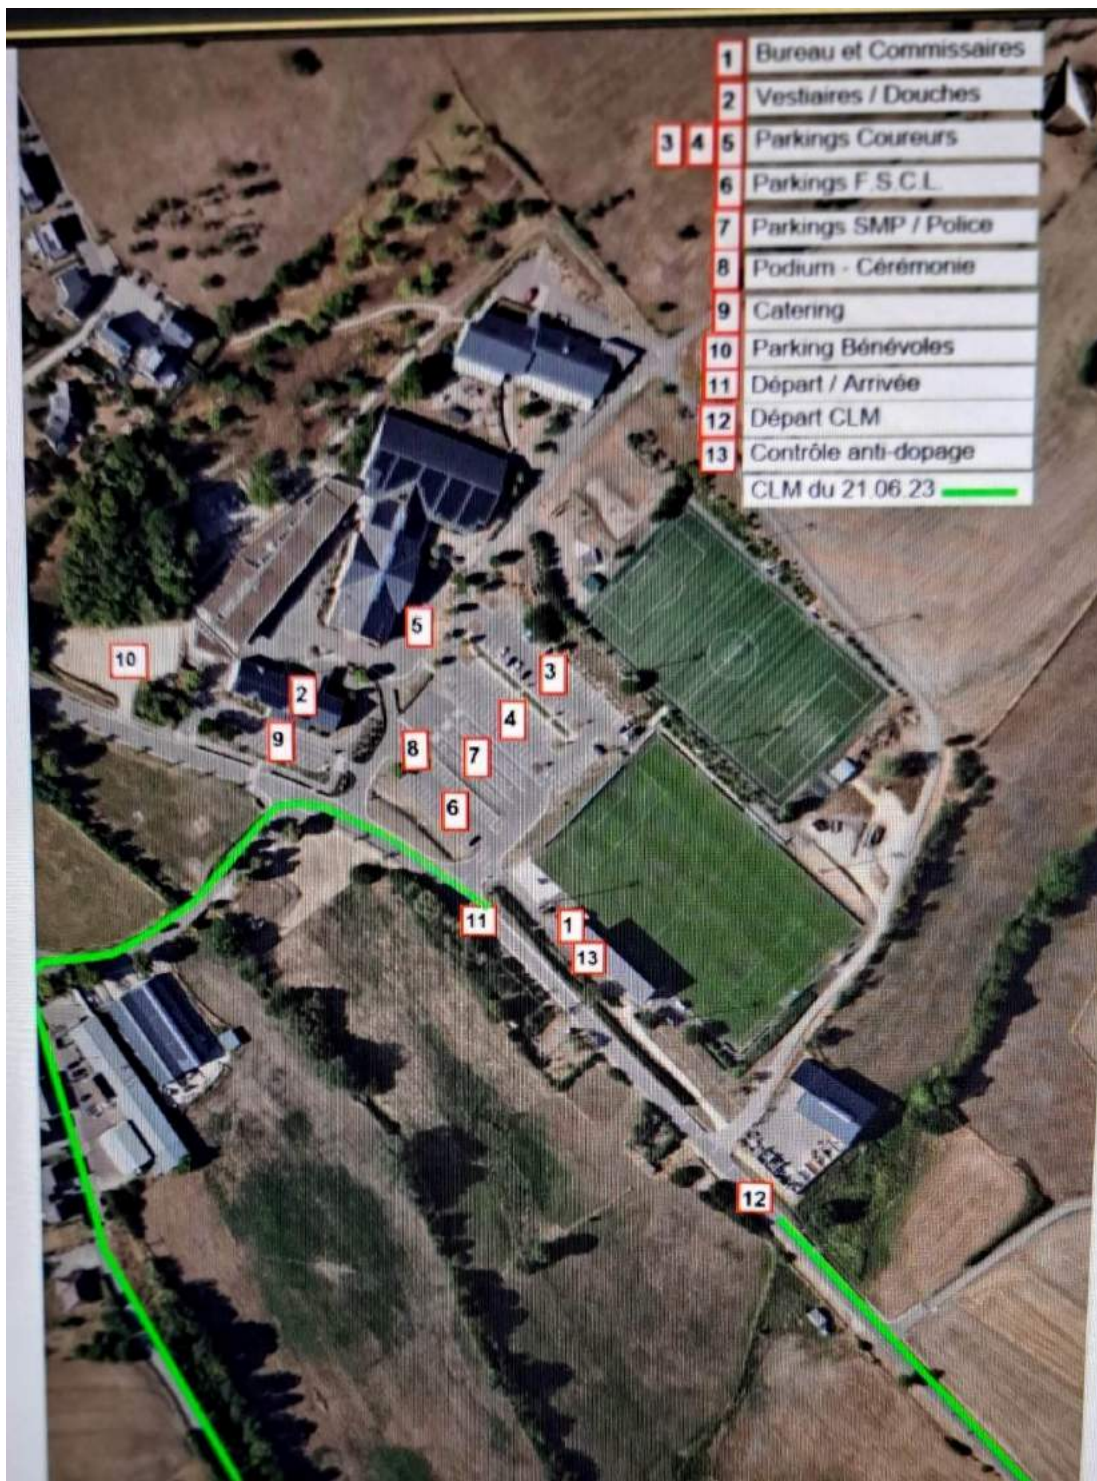 1 Bureau et Commissaires
2 Vestiaires / Douches
3 4 5 Parkings Coureurs
6 Parkings F.S.C.L.
7 Parkings SMP / Police
8 Podium - Cérémonie
9 Catering
10 Parking Bénévoles
11 Départ / Arrivée
12 Départ CLM
13 Contrôle anti-dopage
CLM du 21.06.23
5
10
3
2
4
9
8
7
6
11
1
13
12